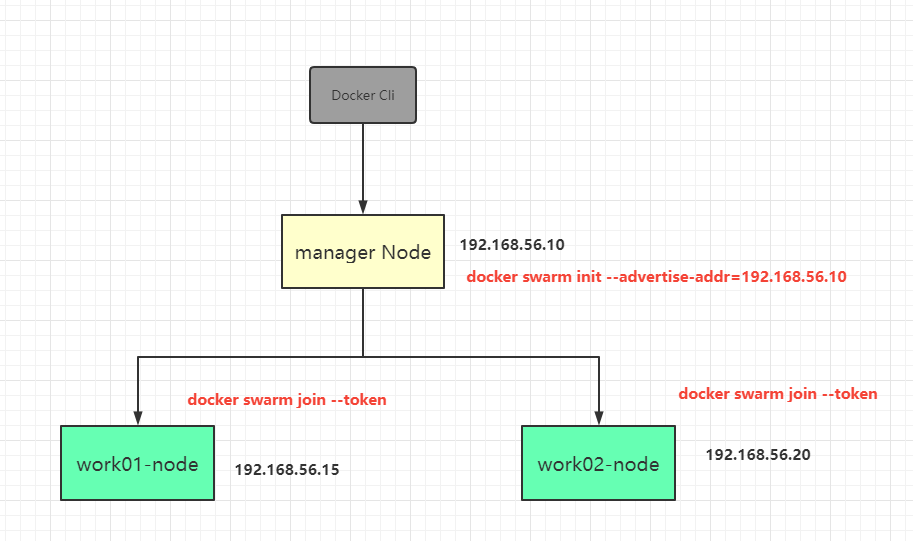 Docker Cli
manager Node
192.168.56.10
docker swarm init --advertise-addr=192.168.56.10
docker swarm join --token
docker swarm join --token
work01-node
192.168.56.15
work02-node
192.168.56.20